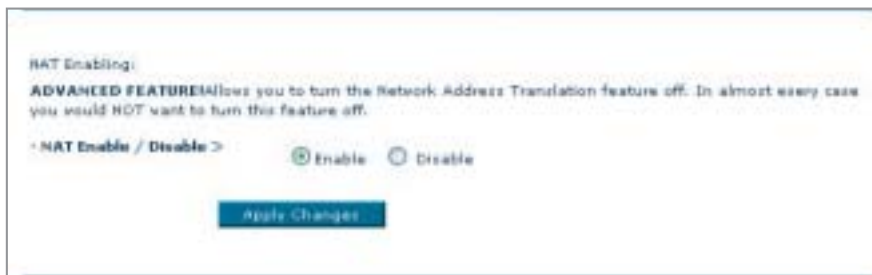 NAT Enabling:
ADVANCED FEATURE!Allows you to turn the Network Address Translation feature off. In almost every case
you would NOT want to turn this feature off.
- NAT Enable / Disable >
Enable Disable
Apply Changes